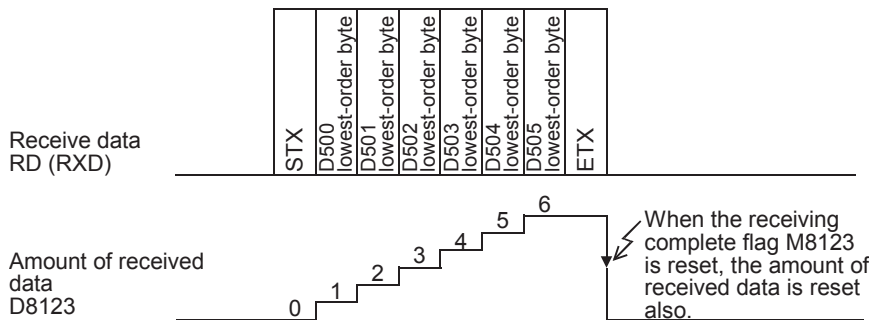 STX
D500
lowest-order byte
D501
lowest-order byte
D502
lowest-order byte
D503
lowest-order byte
D504
lowest-order byte
D505
lowest-order byte
ETX
Receive data
RD (RXD)
Amount of received
data
D8123
0
1
2
3
4
5
6
When the receiving
complete flag M8123
is reset, the amount of
received data is reset
also.